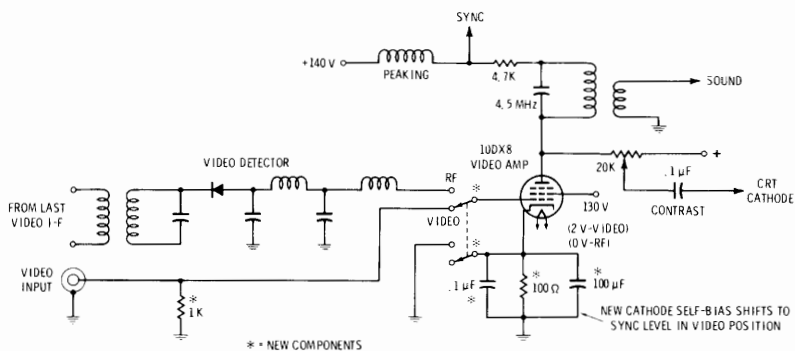 SYNC
+140 V
PEAKING
4.7K
4.5 MHz
SOUND
10DX8
VIDEO AMP
VIDEO DETECTOR
20K
+
.1 µF
CRT
CATHODE
CONTRAST
RF
*
VIDEO
130 V
FROM LAST
VIDEO I-F
(2 V-VIDEO)
(0 V-RF)
VIDEO
INPUT
*
1K
*
.1 µF
*
*
100 Ω
*
100 µF
NEW CATHODE SELF-BIAS SHIFTS TO
SYNC LEVEL IN VIDEO POSITION
* = NEW COMPONENTS